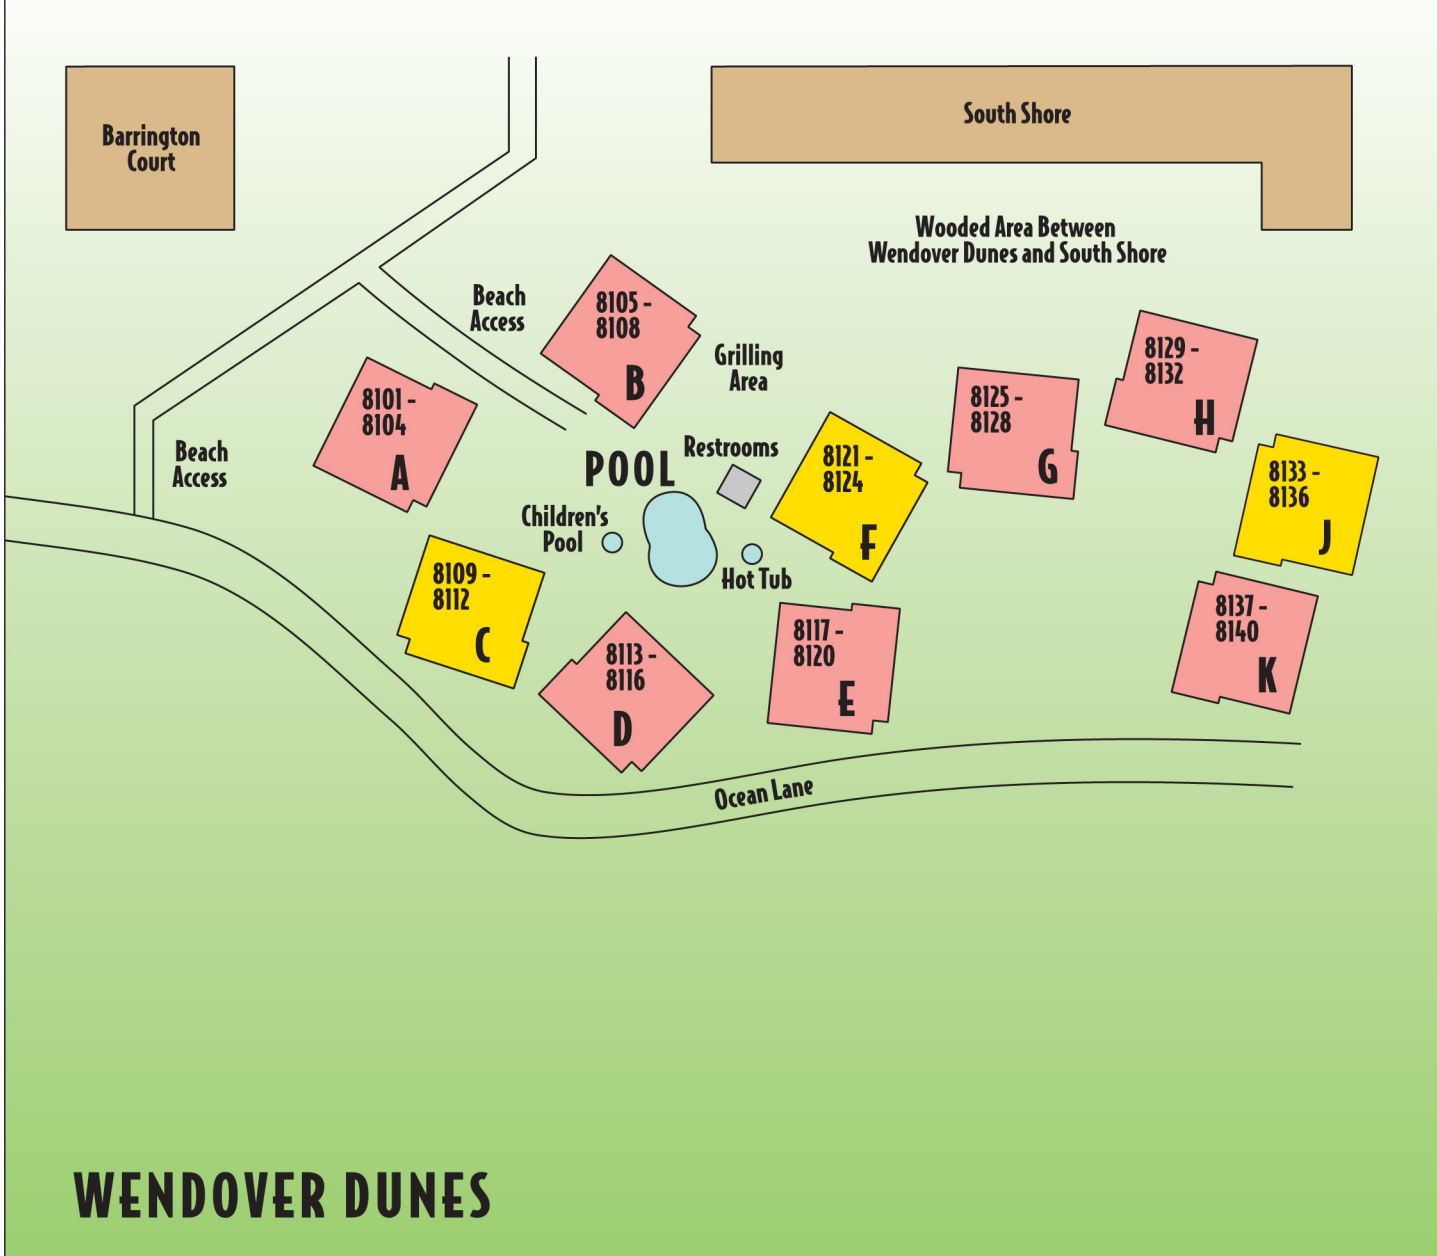 Barrington
Court
South Shore
Wooded Area Between
Wendover Dunes and South Shore
Beach
Access
8105 -
8108
B
Grilling
Area
8129 -
8132
H
8101 -
8104
A
8125 -
8128
G
Beach
Access
POOL
Restrooms
8121 -
8124
F
8133 -
8136
J
Children's
Pool
Hot Tub
8109 -
8112
C
8113 -
8116
D
8117 -
8120
E
8137 -
8140
K
Ocean Lane
WENDOVER DUNES